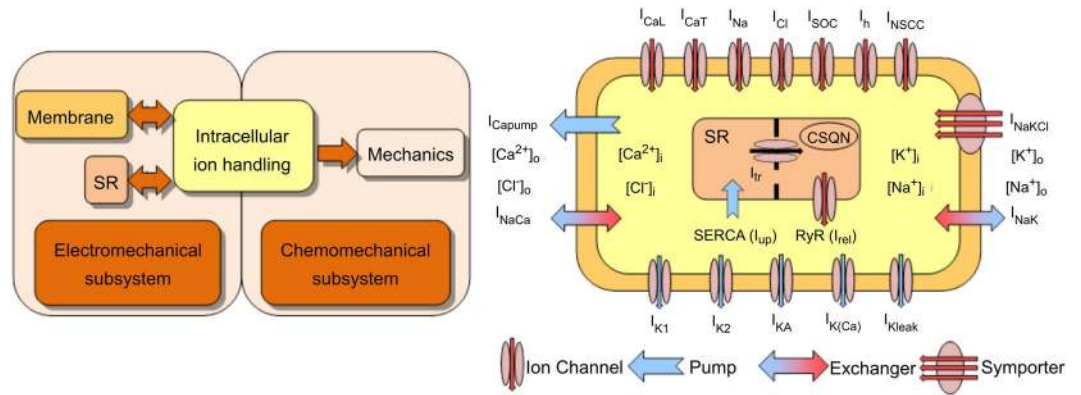 Membrane
SR
Intracellular
ion handling
Mechanics
Electromechanical
subsystem
Chemomechanical
subsystem
I_CaL I_CaT I_Na I_Cl I_SOC I_h I_NSCC
I_Capump
[Ca²⁺]ₒ
[Cl⁻]ₒ
I_NaCa
[Ca²⁺]ᵢ
[Cl⁻]ᵢ
SR
CSQN
I_tr
SERCA (I_up) RyR (I_rel)
[K⁺]ᵢ
[Na⁺]ᵢ
I_NaKCl
[K⁺]ₒ
[Na⁺]ₒ
I_NaK
I_K1 I_K2 I_KA I_K(Ca) I_Kleak
Ion Channel Pump Exchanger Symporter